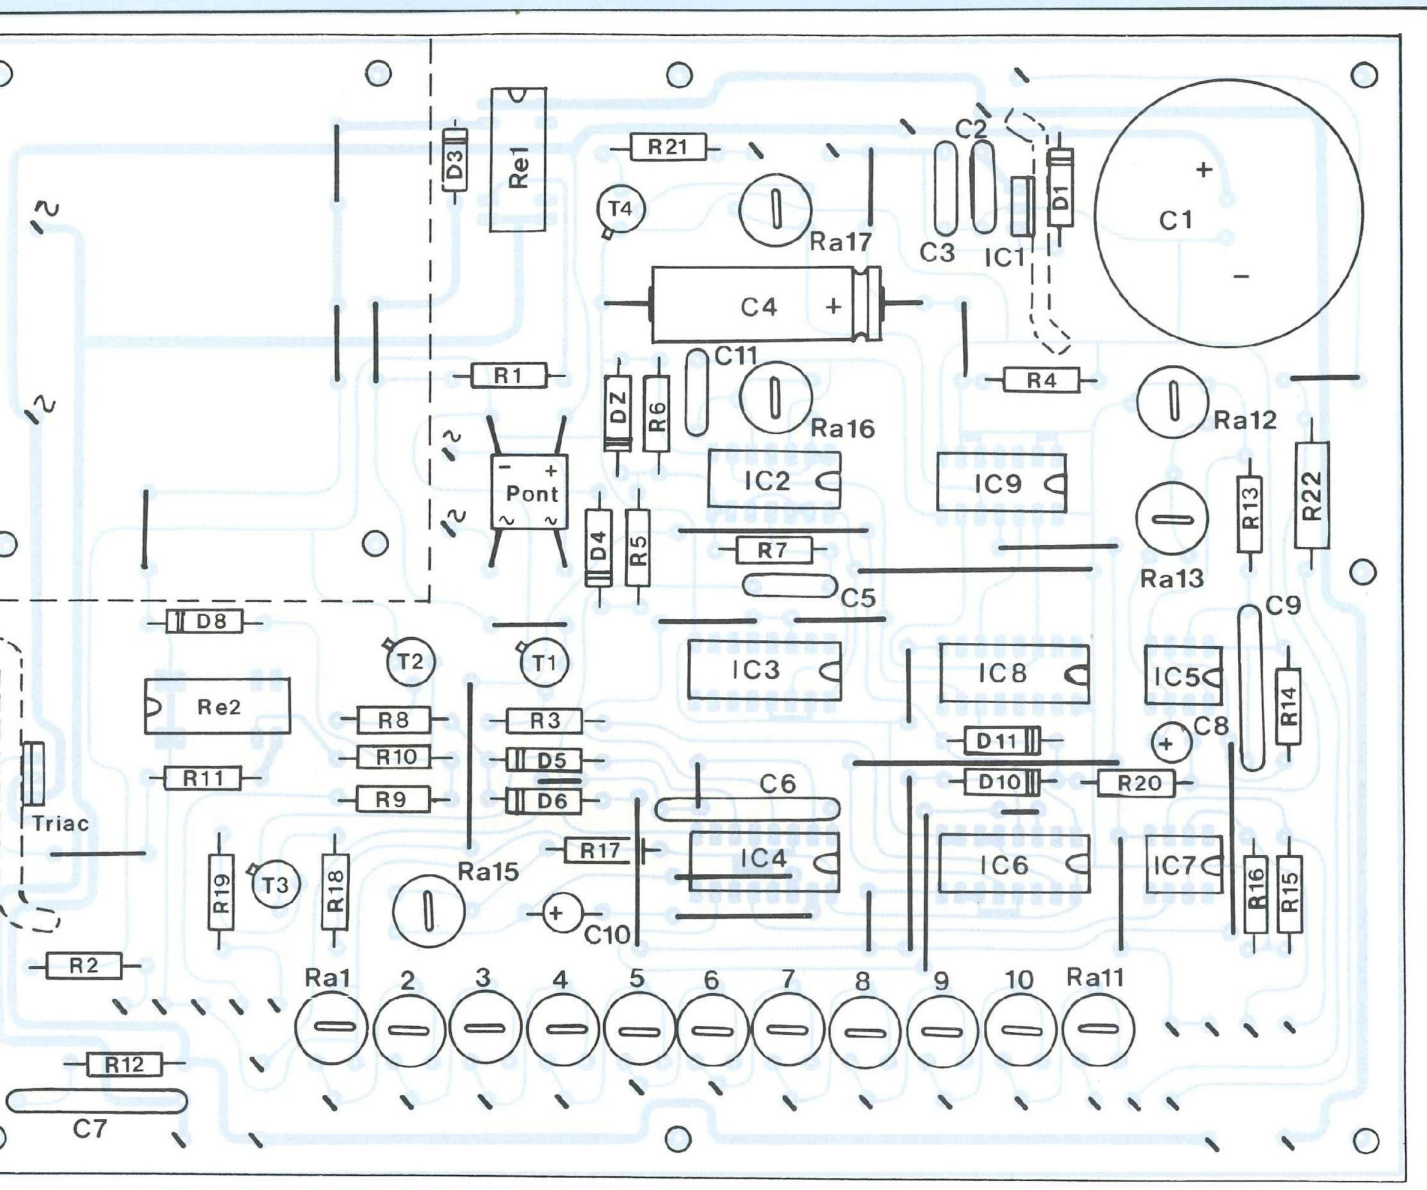 C2
D3
Re1
R21
T4
Ra17
C3
IC1
D1
+
C1
−
C4
+
C11
R1
DZ
R6
Ra16
R4
Ra12
− +
Pont
~ ~
IC2
IC9
R13
R22
D4
R5
R7
C5
Ra13
C9
D8
T2
T1
IC3
IC8
IC5
R14
Re2
R8
R3
C8
+
R10
D5
D11
R11
R9
D6
C6
D10
R20
Triac
R17
IC4
IC6
IC7
R19
T3
R18
Ra15
R16
R15
+
C10
R2
Ra1 2 3 4 5 6 7 8 9 10 Ra11
R12
C7